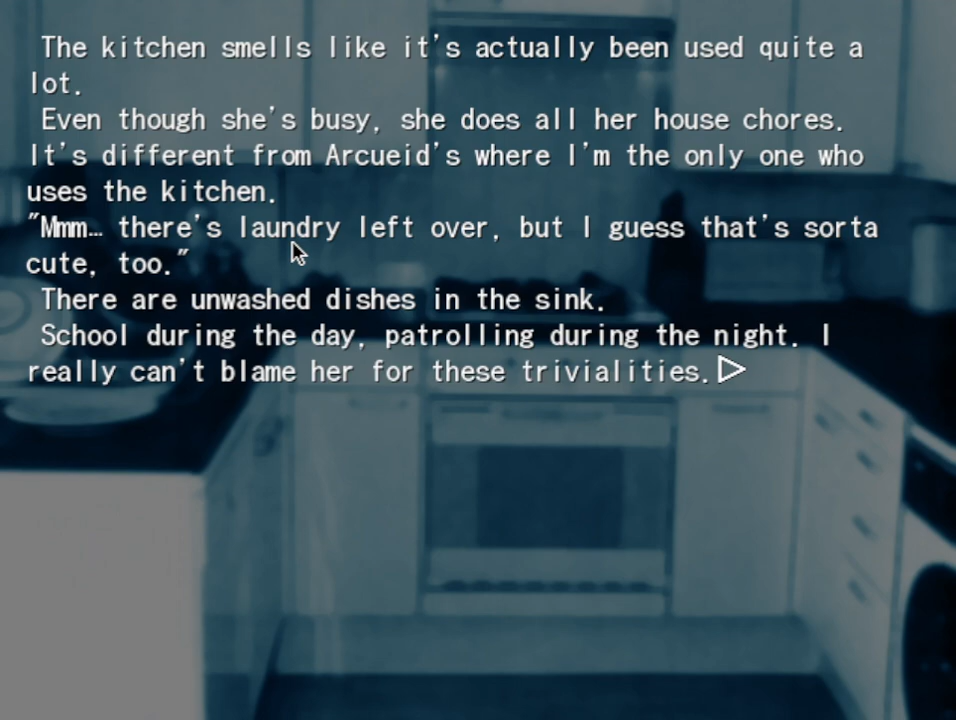 The kitchen smells like it's actually been used quite a
lot.
Even though she's busy, she does all her house chores.
It's different from Arcueid's where I'm the only one who
uses the kitchen.
"Mmm… there's laundry left over, but I guess that's sorta
cute, too."
There are unwashed dishes in the sink.
School during the day, patrolling during the night. I
really can't blame her for these trivialities.